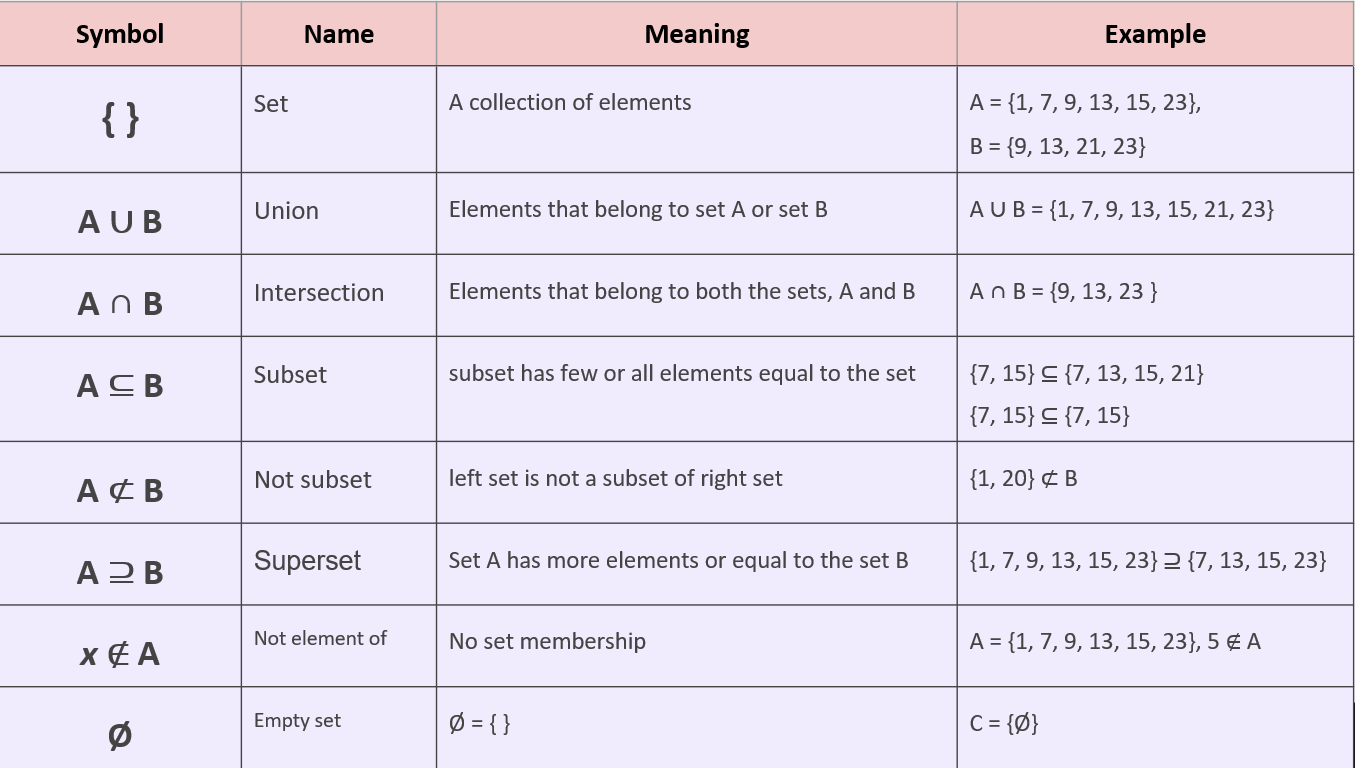 Symbol Name Meaning Example
{ } Set A collection of elements A = {1, 7, 9, 13, 15, 23},
B = {9, 13, 21, 23}
A ∪ B Union Elements that belong to set A or set B A ∪ B = {1, 7, 9, 13, 15, 21, 23}
A ∩ B Intersection Elements that belong to both the sets, A and B A ∩ B = {9, 13, 23 }
A ⊆ B Subset subset has few or all elements equal to the set {7, 15} ⊆ {7, 13, 15, 21}
{7, 15} ⊆ {7, 15}
A ⊄ B Not subset left set is not a subset of right set {1, 20} ⊄ B
A ⊇ B Superset Set A has more elements or equal to the set B {1, 7, 9, 13, 15, 23} ⊇ {7, 13, 15, 23}
x ∉ A Not element of No set membership A = {1, 7, 9, 13, 15, 23}, 5 ∉ A
Ø Empty set Ø = { } C = {Ø}